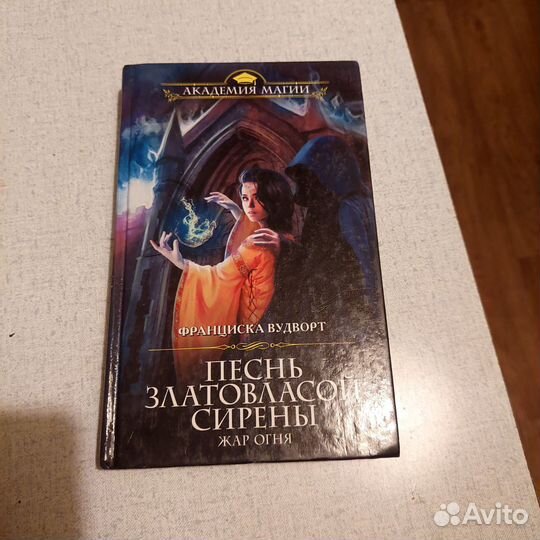 АКАДЕМИЯ МАГИИ
ФРАНЦИСКА ВУДВОРТ
ПЕСНЬ
ЗЛАТОВЛАСОЙ
СИРЕНЫ
ЖАР ОГНЯ
Avito